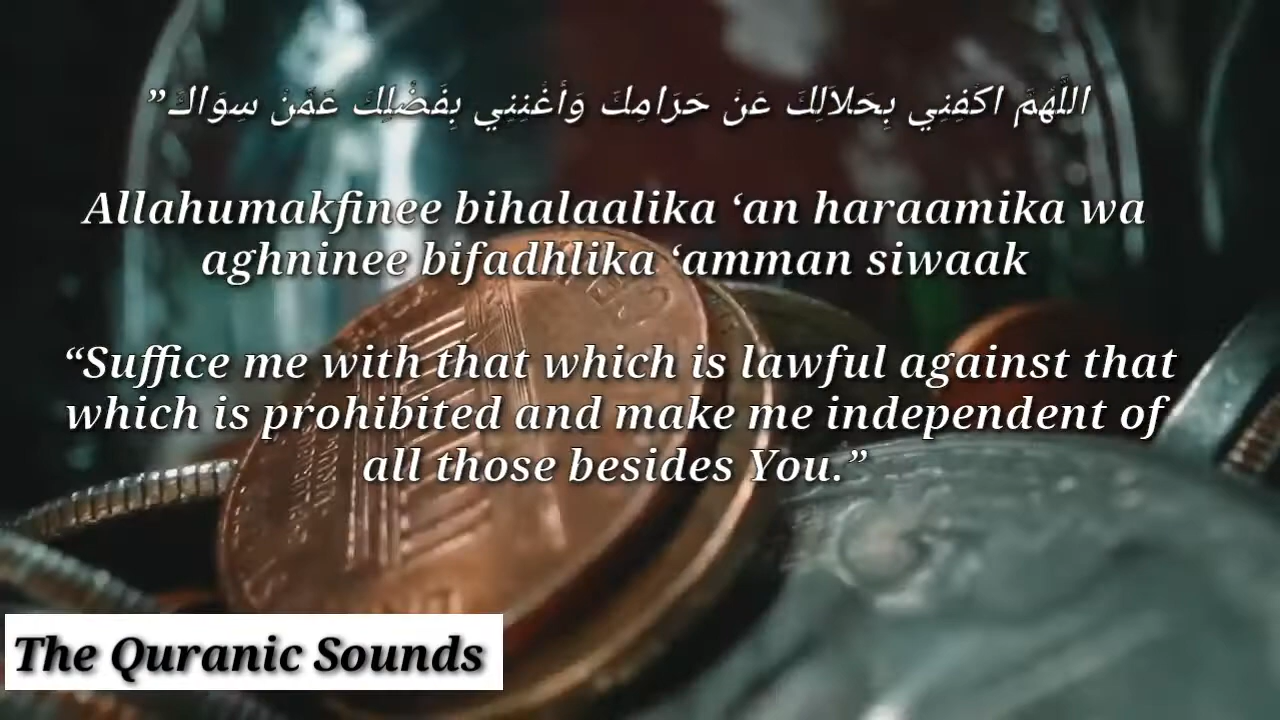 اللَّهُمَّ اكْفِنِي بِحَلاَلِكَ عَنْ حَرَامِكَ وَأَغْنِنِي بِفَضْلِكَ عَمَّنْ سِوَاكَ”
Allahumakfinee bihalaalika ‘an haraamika wa
aghninee bifadhlika ‘amman siwaak
“Suffice me with that which is lawful against that
which is prohibited and make me independent of
all those besides You.”
The Quranic Sounds